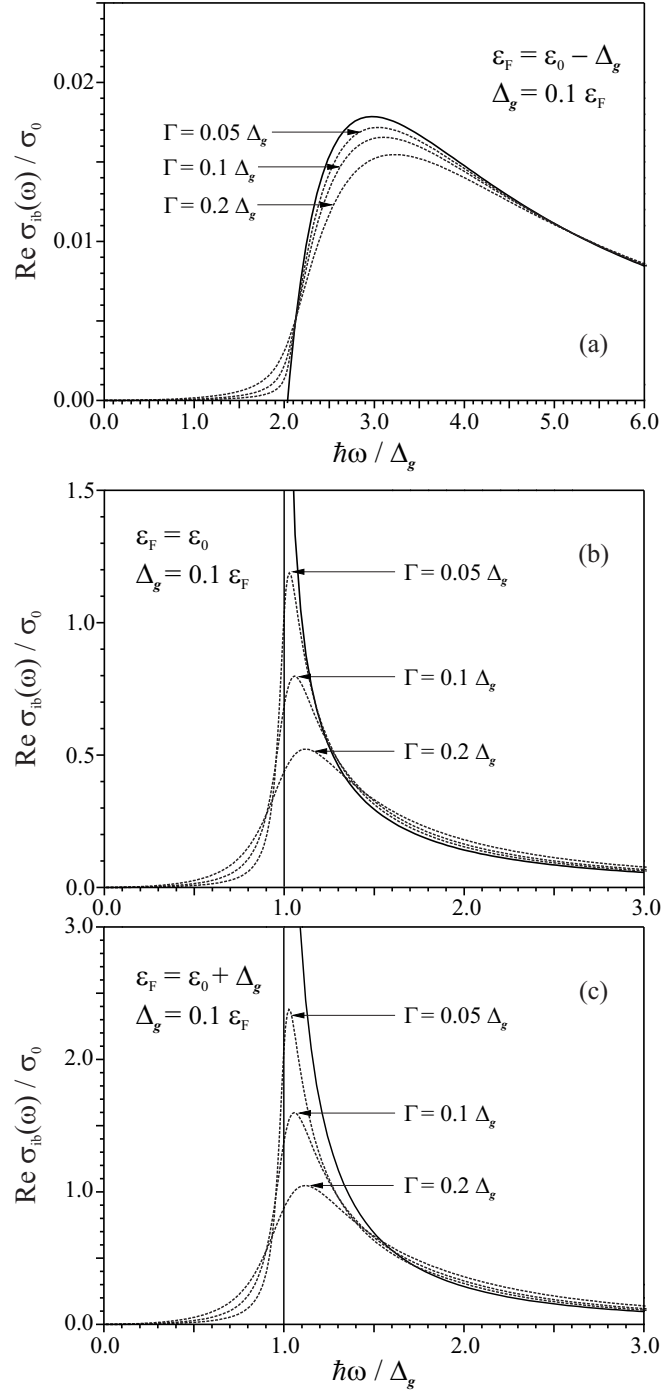 ε_F = ε_0 − Δ_g
Δ_g = 0.1 ε_F
Γ = 0.05 Δ_g
Γ = 0.1 Δ_g
Γ = 0.2 Δ_g
(a)
Re σ_ib(ω) / σ_0
0.02
0.01
0.00
0.0 1.0 2.0 3.0 4.0 5.0 6.0
ħω / Δ_g
ε_F = ε_0
Δ_g = 0.1 ε_F
(b)
Γ = 0.05 Δ_g
Γ = 0.1 Δ_g
Γ = 0.2 Δ_g
Re σ_ib(ω) / σ_0
1.5
1.0
0.5
0.0
0.0 1.0 2.0 3.0
ε_F = ε_0 + Δ_g
Δ_g = 0.1 ε_F
(c)
Γ = 0.05 Δ_g
Γ = 0.1 Δ_g
Γ = 0.2 Δ_g
Re σ_ib(ω) / σ_0
3.0
2.0
1.0
0.0
0.0 1.0 2.0 3.0
ħω / Δ_g